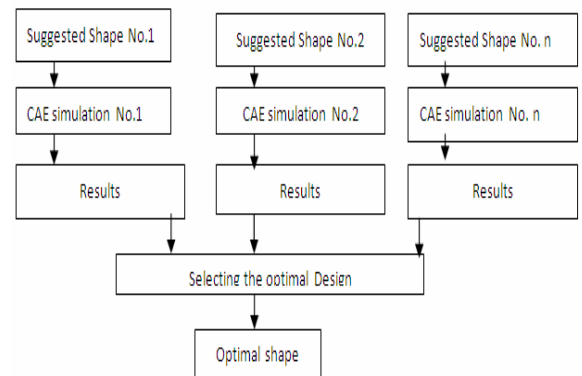 Suggested Shape No.1
Suggested Shape No.2
Suggested Shape No. n
CAE simulation No.1
CAE simulation No.2
CAE simulation No. n
Results
Results
Results
Selecting the optimal Design
Optimal shape